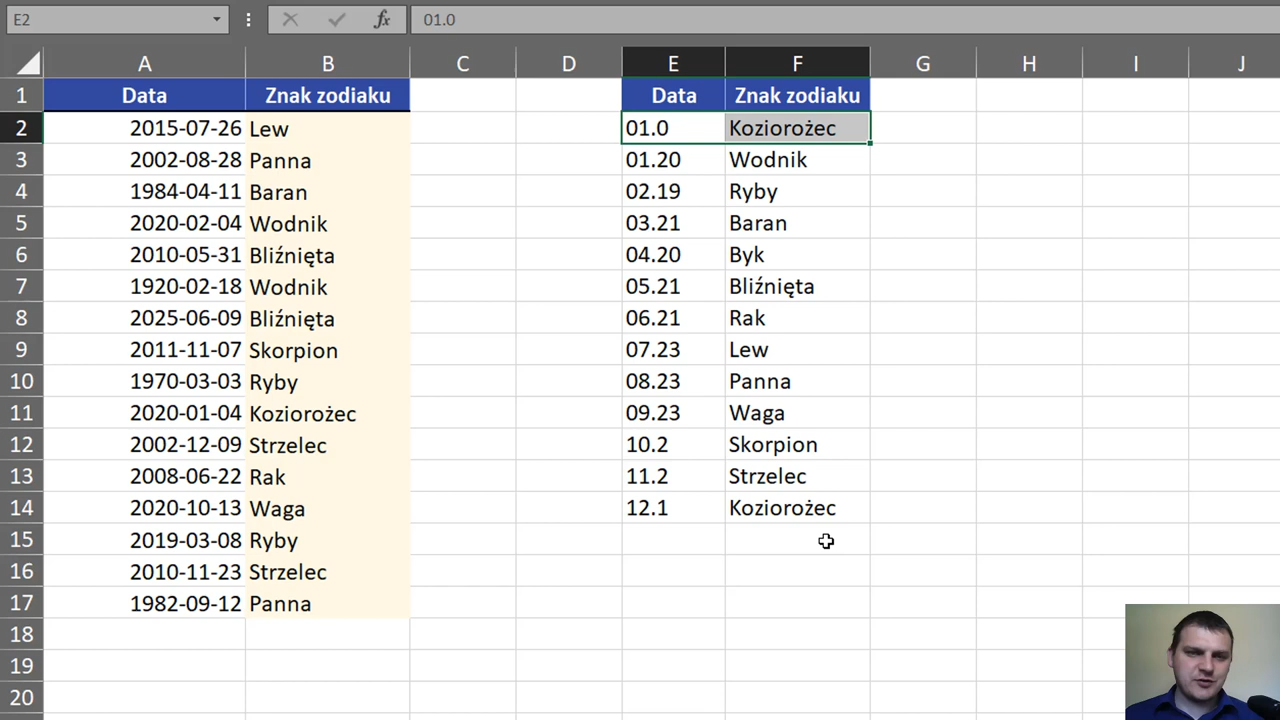 E2 fx 01.0
A B C D E F G H I J
1 Data Znak zodiaku Data Znak zodiaku
2 2015-07-26 Lew 01.0 Koziorożec
3 2002-08-28 Panna 01.20 Wodnik
4 1984-04-11 Baran 02.19 Ryby
5 2020-02-04 Wodnik 03.21 Baran
6 2010-05-31 Bliźnięta 04.20 Byk
7 1920-02-18 Wodnik 05.21 Bliźnięta
8 2025-06-09 Bliźnięta 06.21 Rak
9 2011-11-07 Skorpion 07.23 Lew
10 1970-03-03 Ryby 08.23 Panna
11 2020-01-04 Koziorożec 09.23 Waga
12 2002-12-09 Strzelec 10.2 Skorpion
13 2008-06-22 Rak 11.2 Strzelec
14 2020-10-13 Waga 12.1 Koziorożec
15 2019-03-08 Ryby
16 2010-11-23 Strzelec
17 1982-09-12 Panna
18
19
20